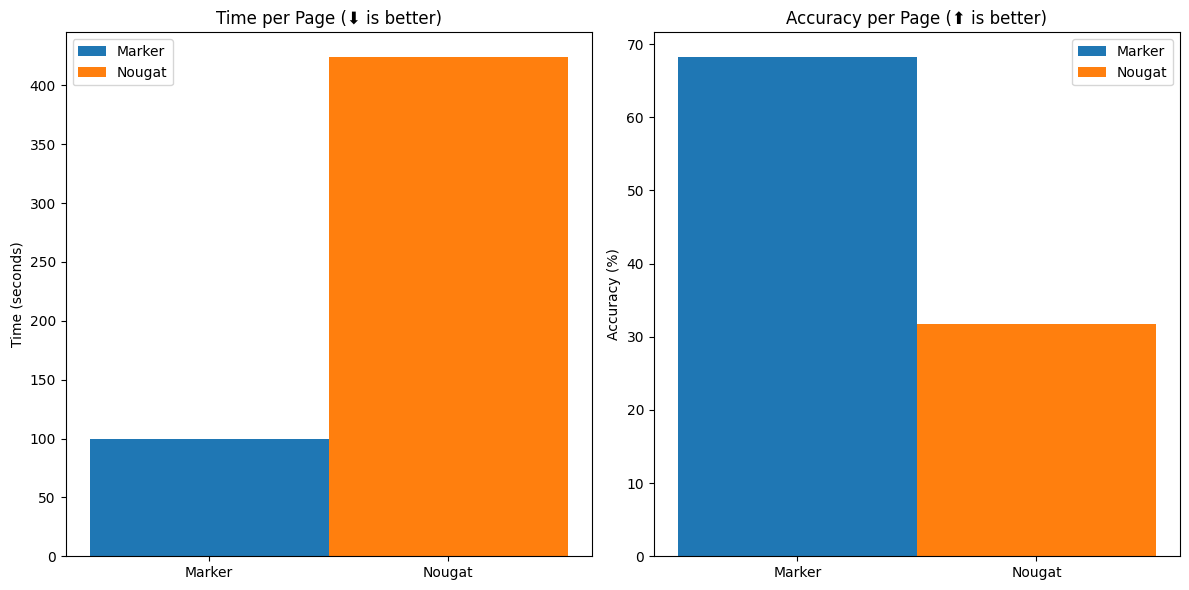 Time per Page (⬇ is better)
Marker
Nougat
400
350
300
250
200
150
100
50
0
Time (seconds)
Marker
Nougat
Accuracy per Page (⬆ is better)
Marker
Nougat
70
60
50
40
30
20
10
0
Accuracy (%)
Marker
Nougat